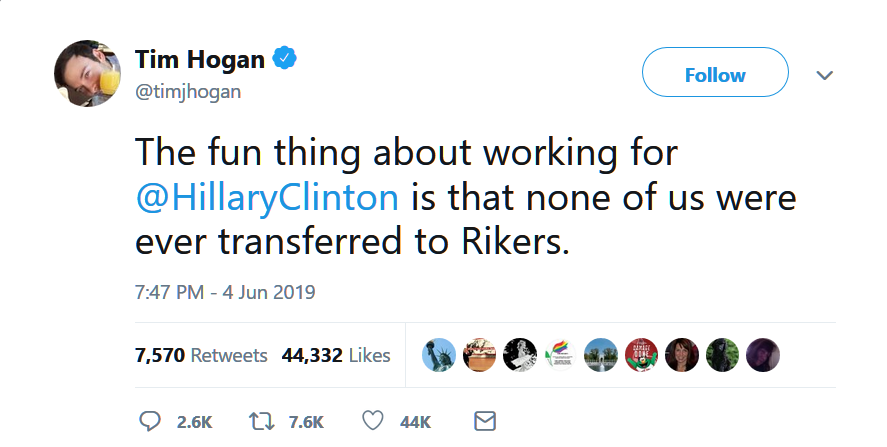 Tim Hogan
@timjhogan
Follow
The fun thing about working for
@HillaryClinton is that none of us were
ever transferred to Rikers.
7:47 PM - 4 Jun 2019
7,570 Retweets 44,332 Likes
2.6K 7.6K 44K